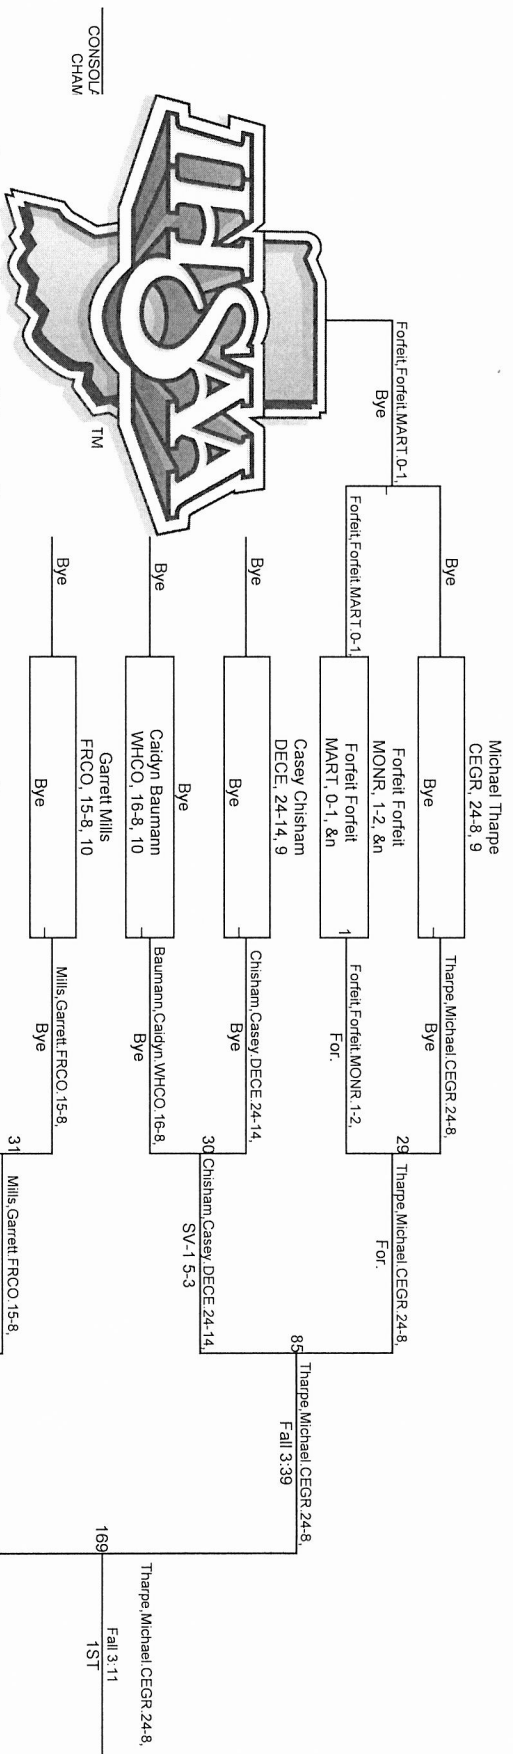 CONSOLA
CHAM
IHSAA
TM
Forfeit,Forfeit.MART.0-1,
Bye
Bye
Forfeit,Forfeit.MART.0-1,
Bye
Bye
Bye
Michael Tharpe
CEGR, 24-8, 9
Bye
Forfeit Forfeit
MONR, 1-2, &n
Forfeit Forfeit
MART, 0-1, &n
Casey Chisham
DECE, 24-14, 9
Bye
Bye
Caidyn Baumann
WHCO, 16-8, 10
Garrett Mills
FRCO, 15-8, 10
Bye
Tharpe,Michael.CEGR.24-8,
Bye
1
Forfeit,Forfeit.MONR.1-2,
For.
Chisham,Casey.DECE.24-14,
Bye
Baumann,Caidyn.WHCO.16-8,
Bye
Mills,Garrett.FRCO.15-8,
Bye
29
Tharpe,Michael.CEGR.24-8,
For.
30
Chisham,Casey.DECE.24-14,
SV-1 5-3
31
Mills,Garrett.FRCO.15-8,
85
Tharpe,Michael.CEGR.24-8,
Fall 3:39
169
Tharpe,Michael.CEGR.24-8,
Fall 3:11
1ST